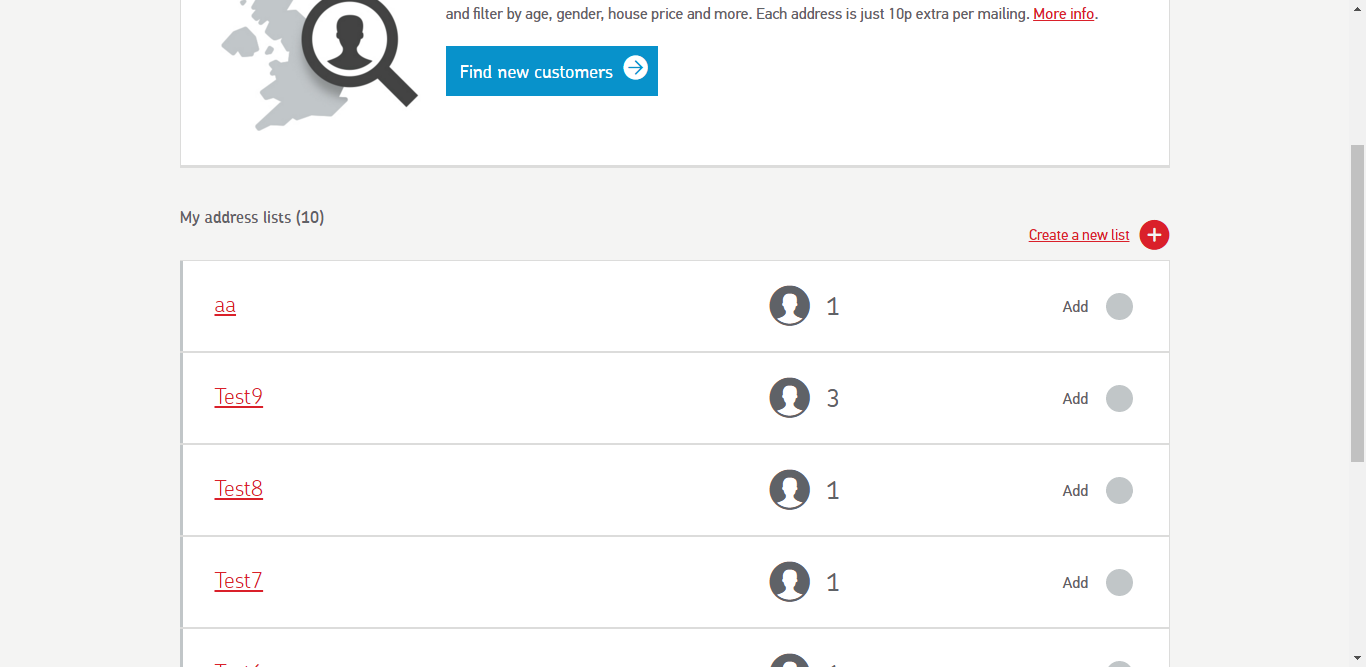 and filter by age, gender, house price and more. Each address is just 10p extra per mailing. More info.
Find new customers
My address lists (10)
Create a new list
aa 1 Add
Test9 3 Add
Test8 1 Add
Test7 1 Add